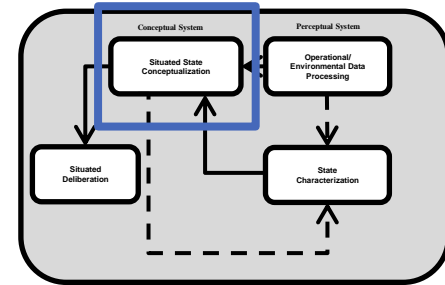 Conceptual System
Perceptual System
Situated State
Conceptualization
Operational/
Environmental Data
Processing
Situated
Deliberation
State
Characterization